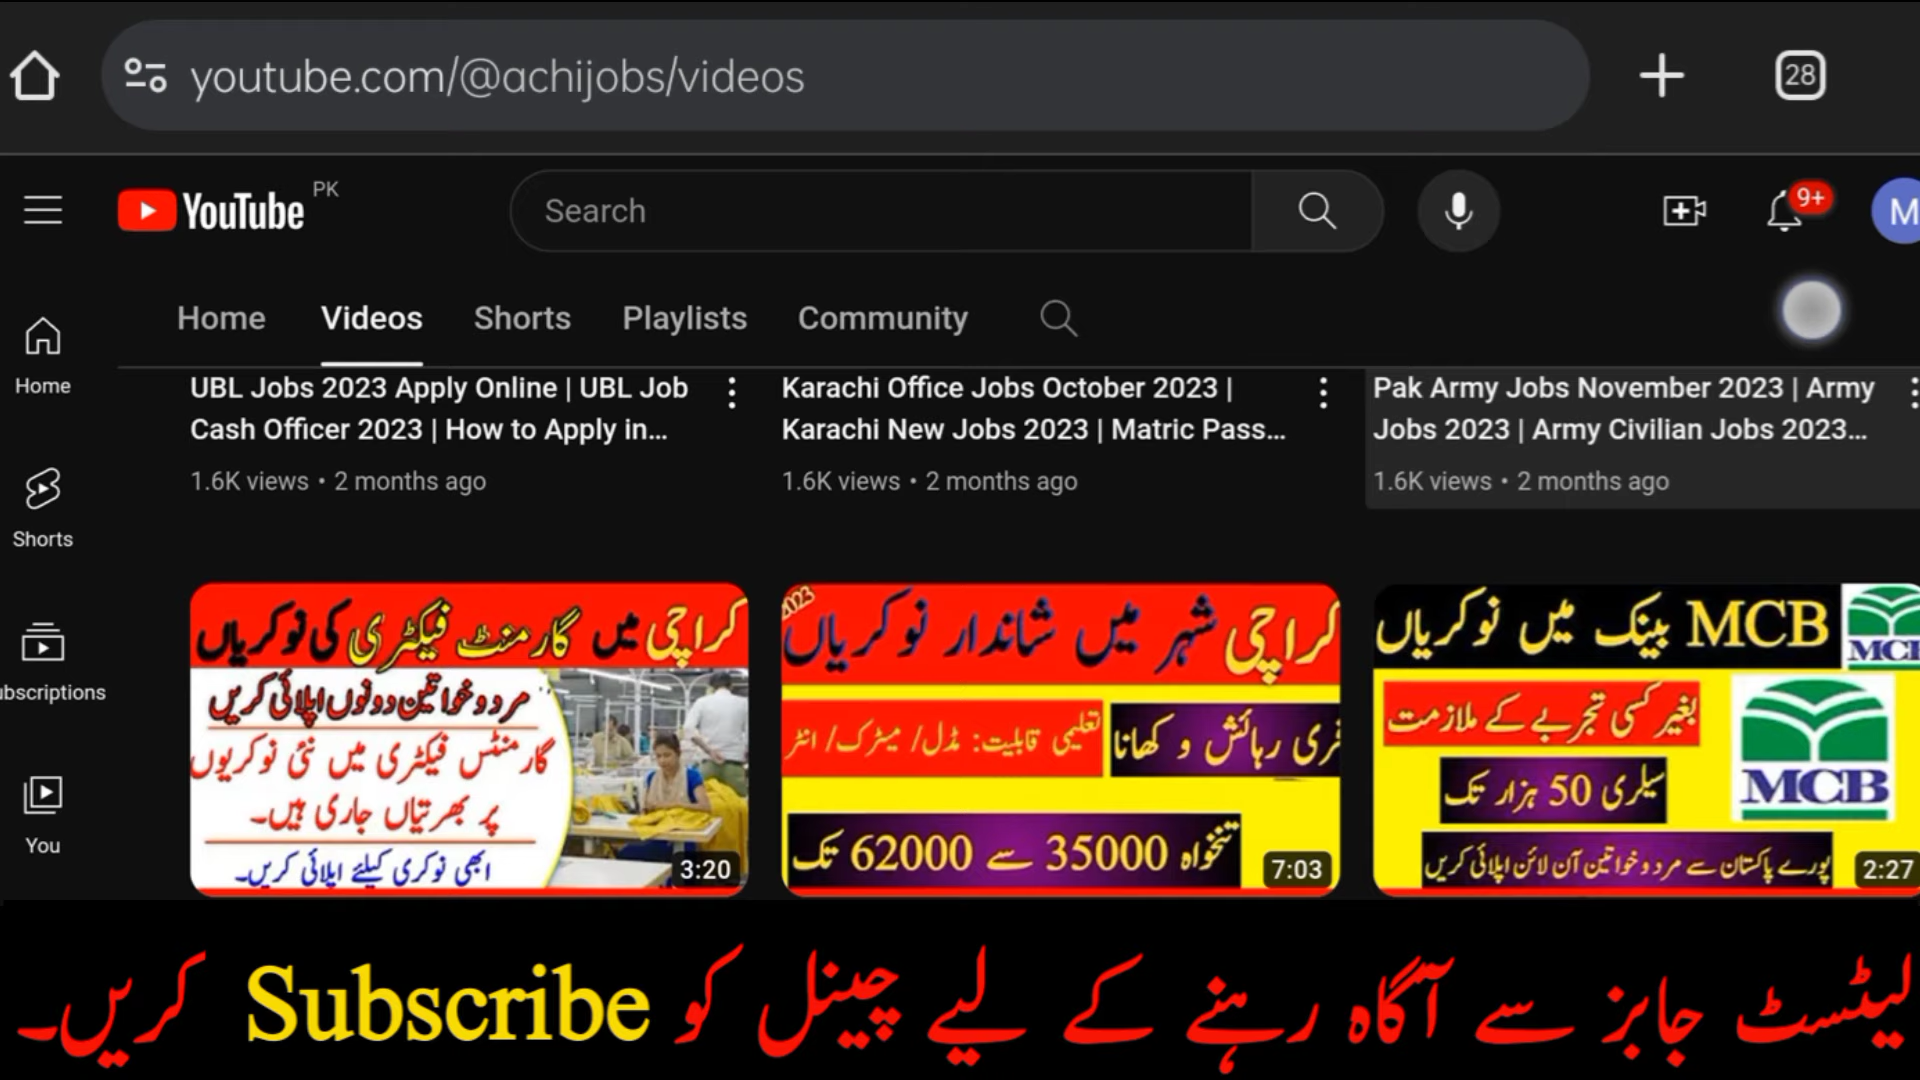 youtube.com/@achijobs/videos
28
YouTube PK
Search
9+
M
Home
Videos
Shorts
Playlists
Community
Home
Shorts
ubscriptions
You
UBL Jobs 2023 Apply Online | UBL Job
Cash Officer 2023 | How to Apply in...
1.6K views • 2 months ago
Karachi Office Jobs October 2023 |
Karachi New Jobs 2023 | Matric Pass...
1.6K views • 2 months ago
Pak Army Jobs November 2023 | Army
Jobs 2023 | Army Civilian Jobs 2023...
1.6K views • 2 months ago
کراچی میں گارمنٹ فیکٹری کی نوکریاں
مرد و خواتین دونوں اپلائی کریں
گارمنٹس فیکٹری میں نئی نوکریوں
پر بھرتیاں جاری ہیں۔
ابھی نوکری کیلئے اپلائی کریں۔
3:20
2023
کراچی شہر میں شاندار نوکریاں
فری رہائش و کھانا
تعلیمی قابلیت: مڈل/ میٹرک/ انٹر
تنخواہ 35000 سے 62000 تک
7:03
MCB بینک میں نوکریاں
MCB
بغیر کسی تجربے کے ملازمت
سیلری 50 ہزار تک
MCB
پورے پاکستان سے مرد و خواتین آن لائن اپلائی کریں
2:27
لیٹسٹ جابز سے آگاہ رہنے کے لیے چینل کو Subscribe کریں۔